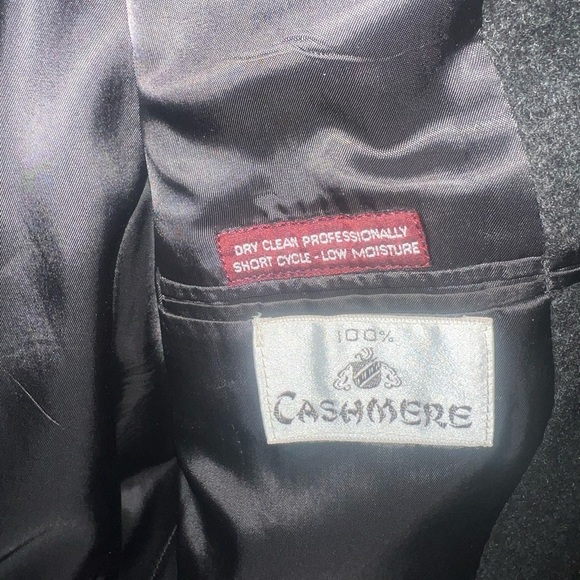 DRY CLEAN PROFESSIONALLY
SHORT CYCLE - LOW MOISTURE
100%
CASHMERE